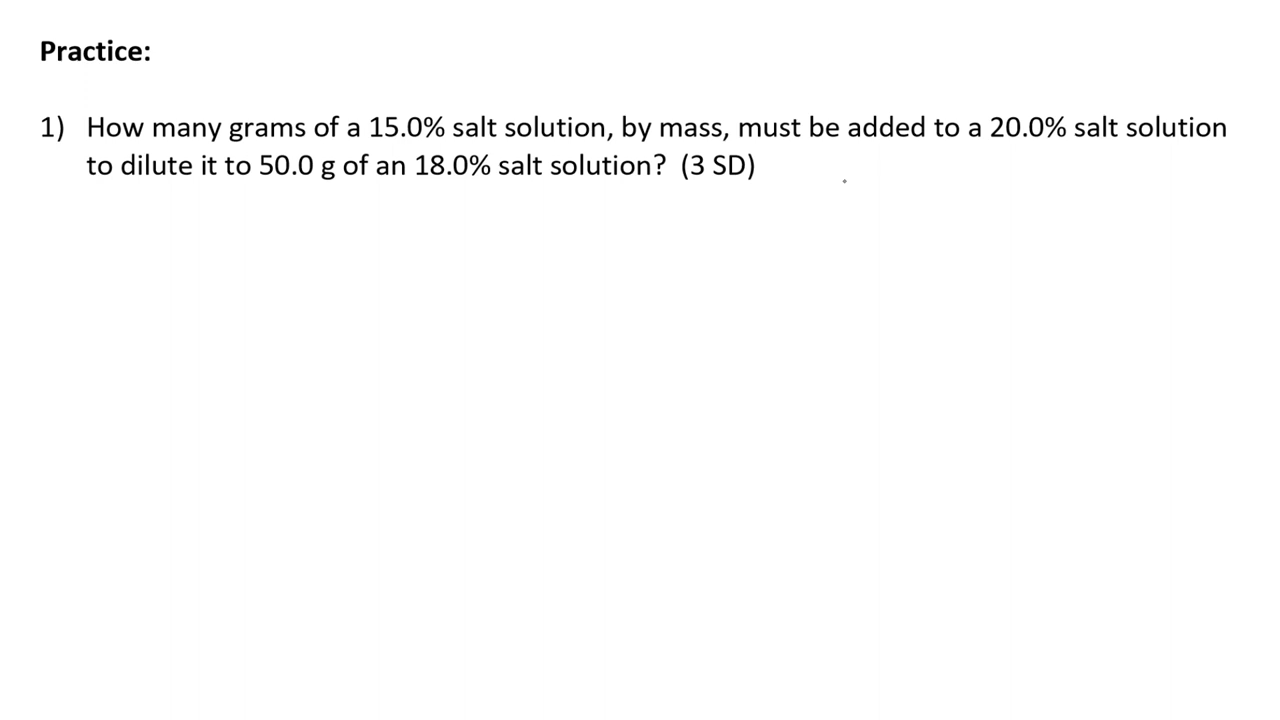 Practice:
1) How many grams of a 15.0% salt solution, by mass, must be added to a 20.0% salt solution
to dilute it to 50.0 g of an 18.0% salt solution? (3 SD)